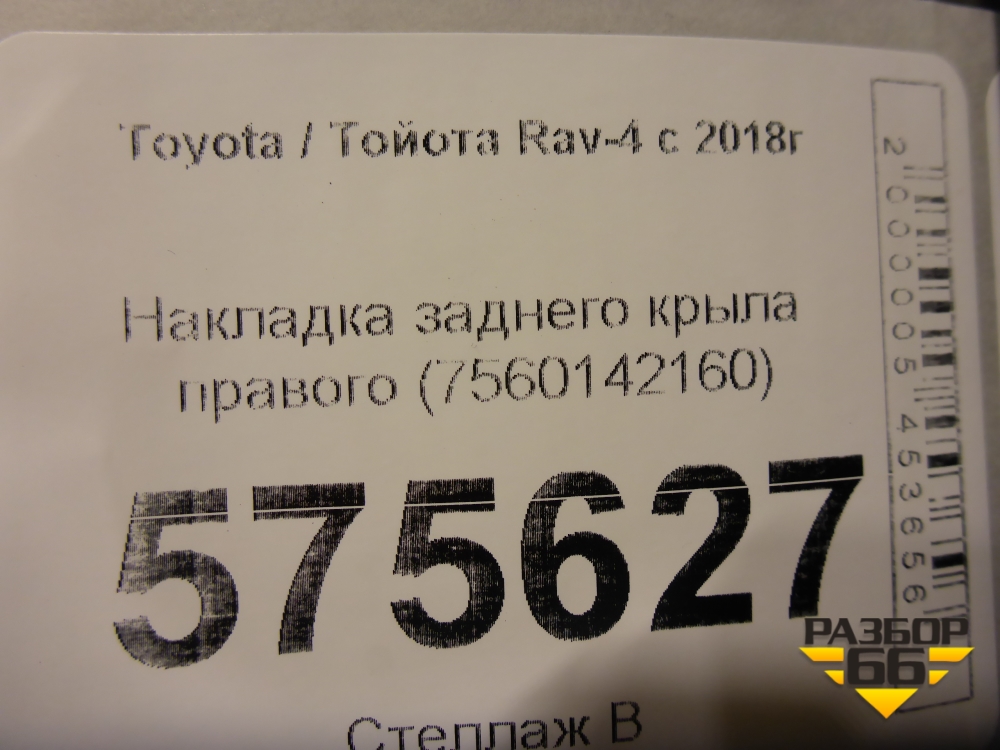 Toyota / Тойота Rav-4 с 2018г
Накладка заднего крыла
правого (7560142160)
575627
Стеллаж В
2000005453656
РАЗБОР
66